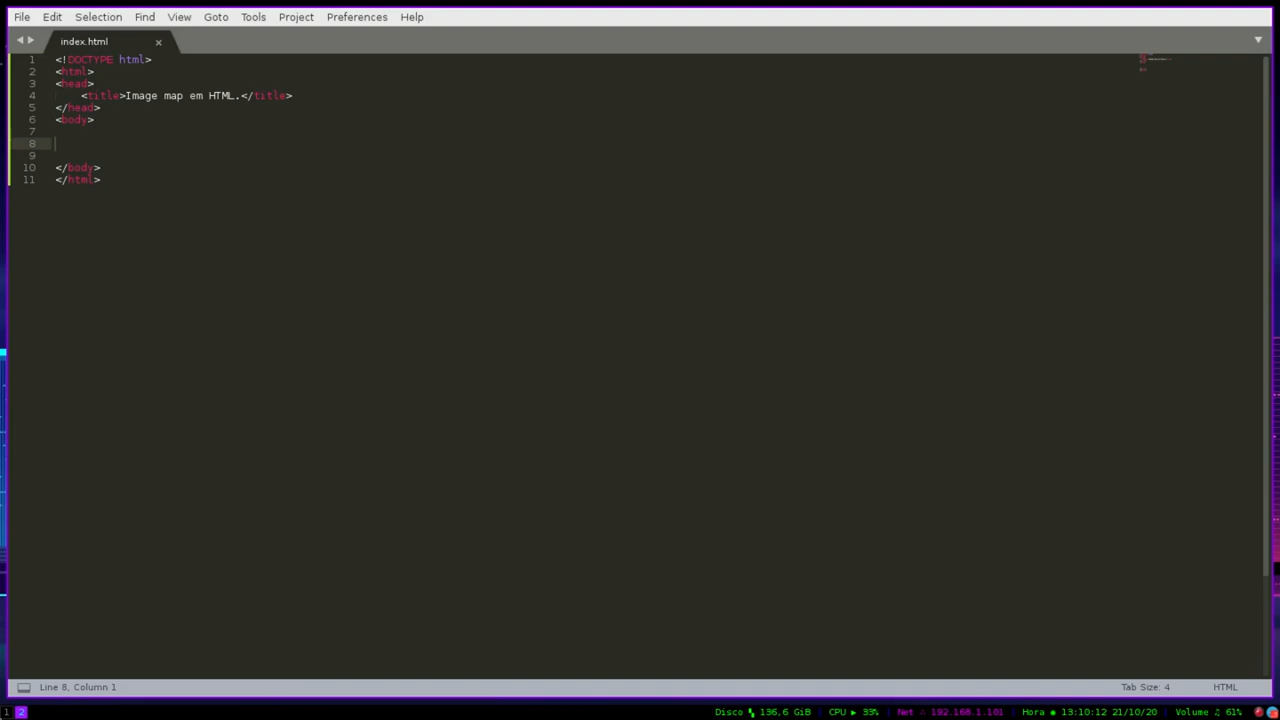 File Edit Selection Find View Goto Tools Project Preferences Help
index.html ×
1 <!DOCTYPE html>
2 <html>
3 <head>
4 <title>Image map em HTML.</title>
5 </head>
6 <body>
7
8
9
10 </body>
11 </html>
Line 8, Column 1 Tab Size: 4 HTML
1 2 Disco 136,6 GiB CPU 33% Net 192.168.1.101 Hora 13:10:12 21/10/20 Volume ♫ 61%